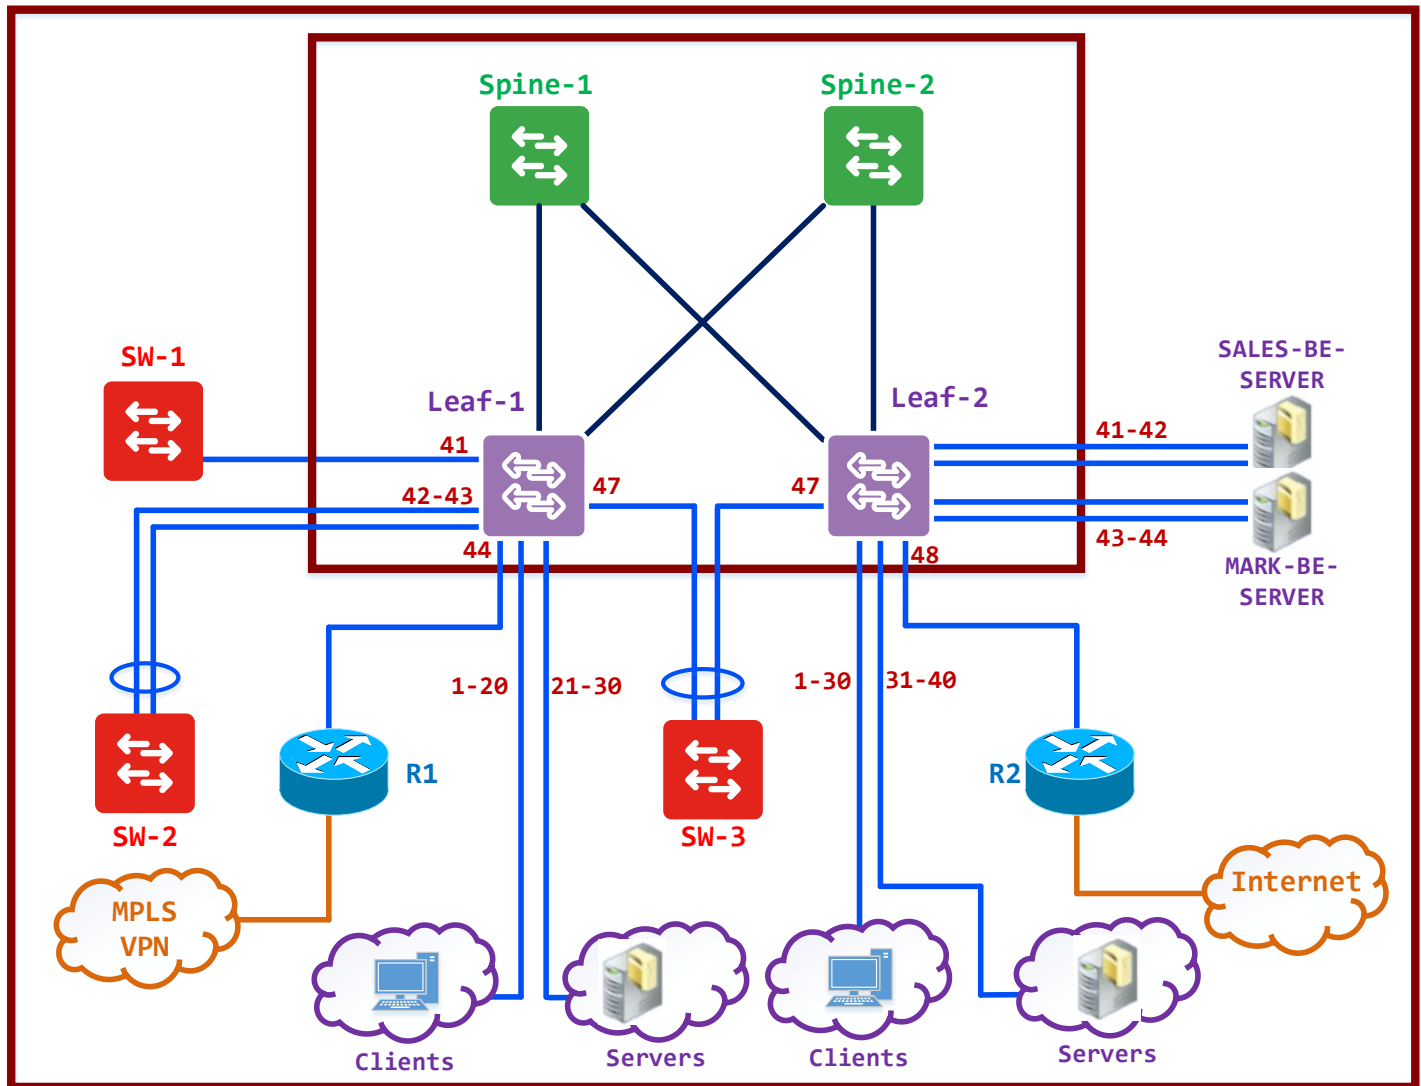 Spine-1
Spine-2
SW-1
SALES-BE-
SERVER
Leaf-1
Leaf-2
41
41-42
42-43
47
47
44
48
43-44
MARK-BE-
SERVER
1-20
21-30
1-30
31-40
R1
R2
SW-2
SW-3
MPLS
VPN
Internet
Clients
Servers
Clients
Servers